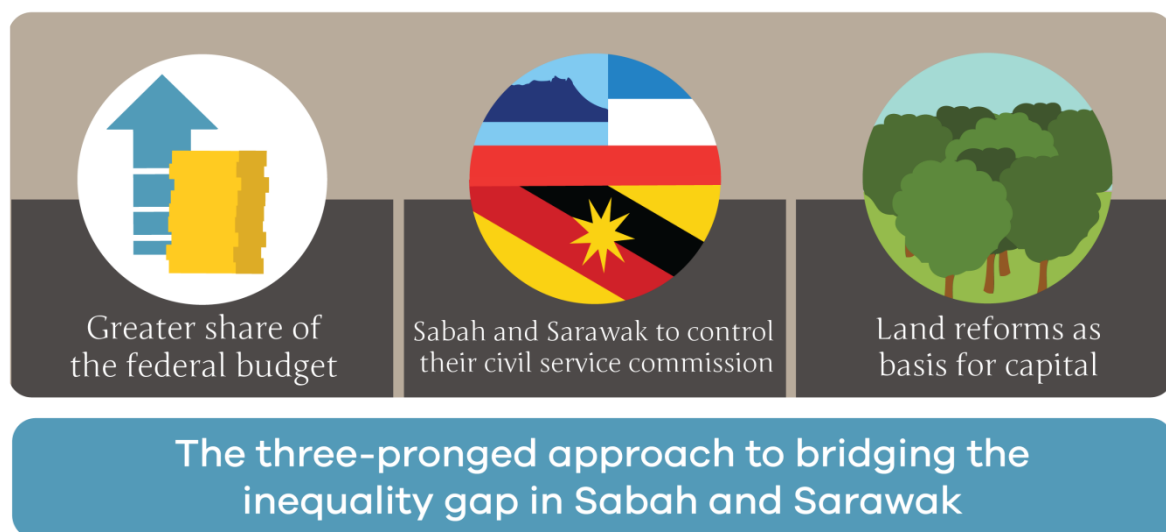 Greater share of
the federal budget
Sabah and Sarawak to control
their civil service commission
Land reforms as
basis for capital
The three-pronged approach to bridging the
inequality gap in Sabah and Sarawak